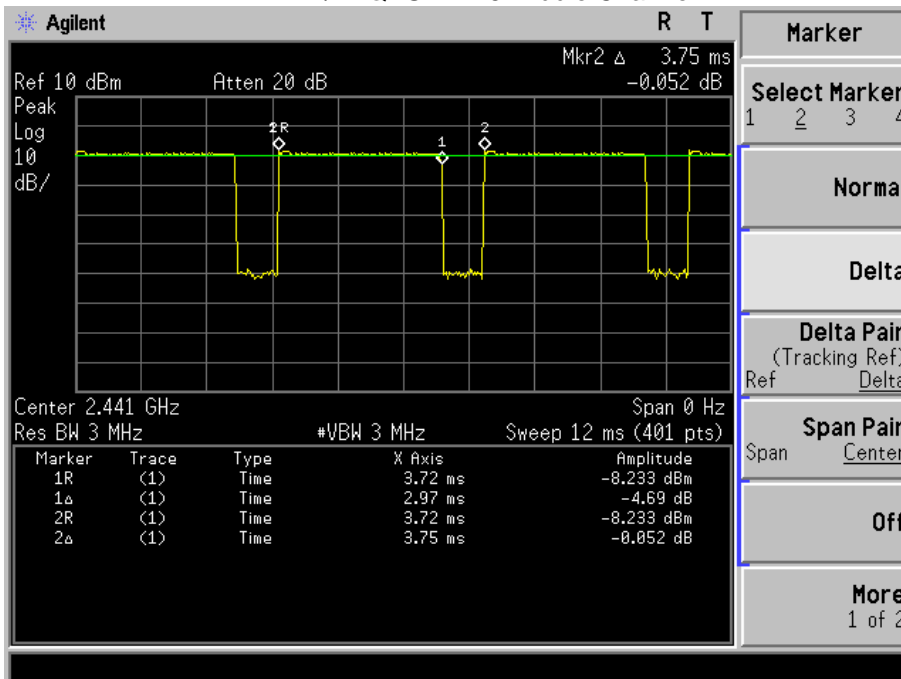 Agilent R T
Mkr2 Δ 3.75 ms
Ref 10 dBm Atten 20 dB -0.052 dB
Peak
Log
10
dB/
2R
1
2
Center 2.441 GHz Span 0 Hz
Res BW 3 MHz #VBW 3 MHz Sweep 12 ms (401 pts)
Marker Trace Type X Axis Amplitude
1R (1) Time 3.72 ms -8.233 dBm
1Δ (1) Time 2.97 ms -4.69 dB
2R (1) Time 3.72 ms -8.233 dBm
2Δ (1) Time 3.75 ms -0.052 dB
Marker
Select Marker
1 2 3 4
Norma
Delta
Delta Pair
(Tracking Ref)
Ref Delta
Span Pair
Span Center
Off
More
1 of 2